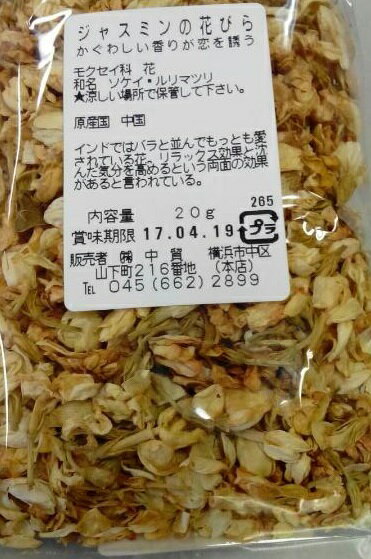 ジャスミンの花びら
かぐわしい香りが恋を誘う
モクセイ科 花
和名 ソケイ・ルリマツリ
★涼しい場所で保管して下さい。
原産国 中国
インドではバラと並んでもっとも愛
されている花。リラックス効果と沈
んだ気分を高めるという両面の効果
があると言われている。
265
内容量 20g
賞味期限 17.04.19
プラ
販売者 ㈱ 中 貿 横浜市中区
山下町216番地 (本店)
℡ 045(662)2899